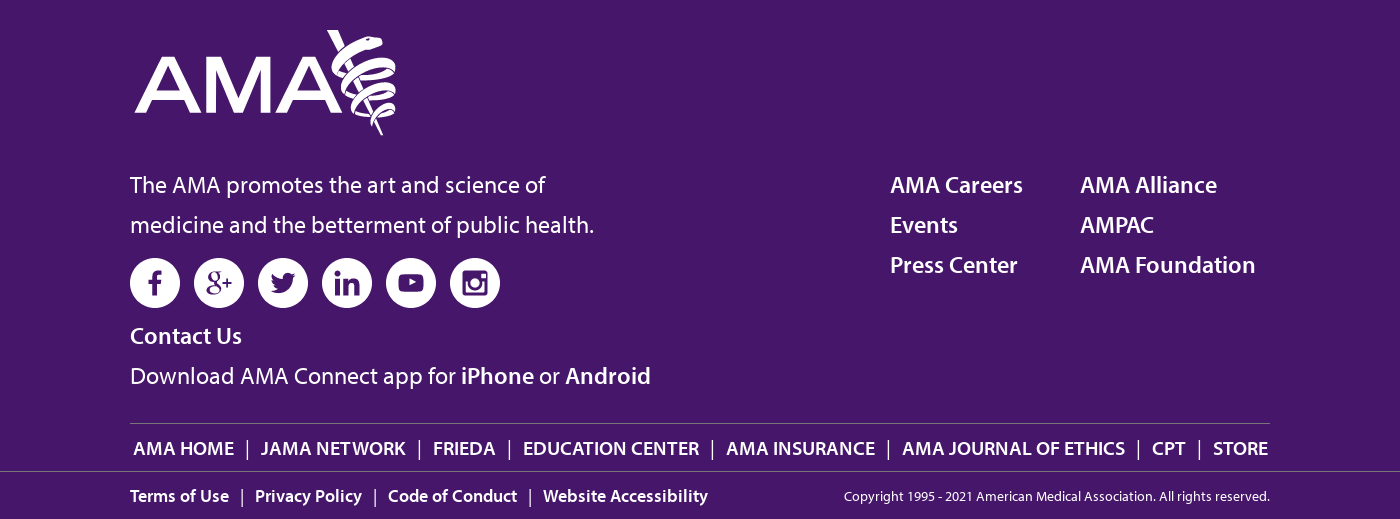 AMA
The AMA promotes the art and science of
medicine and the betterment of public health.
Contact Us
Download AMA Connect app for iPhone or Android
AMA Careers
Events
Press Center
AMA Alliance
AMPAC
AMA Foundation
AMA HOME | JAMA NETWORK | FRIEDA | EDUCATION CENTER | AMA INSURANCE | AMA JOURNAL OF ETHICS | CPT | STORE
Terms of Use | Privacy Policy | Code of Conduct | Website Accessibility
Copyright 1995 - 2021 American Medical Association. All rights reserved.